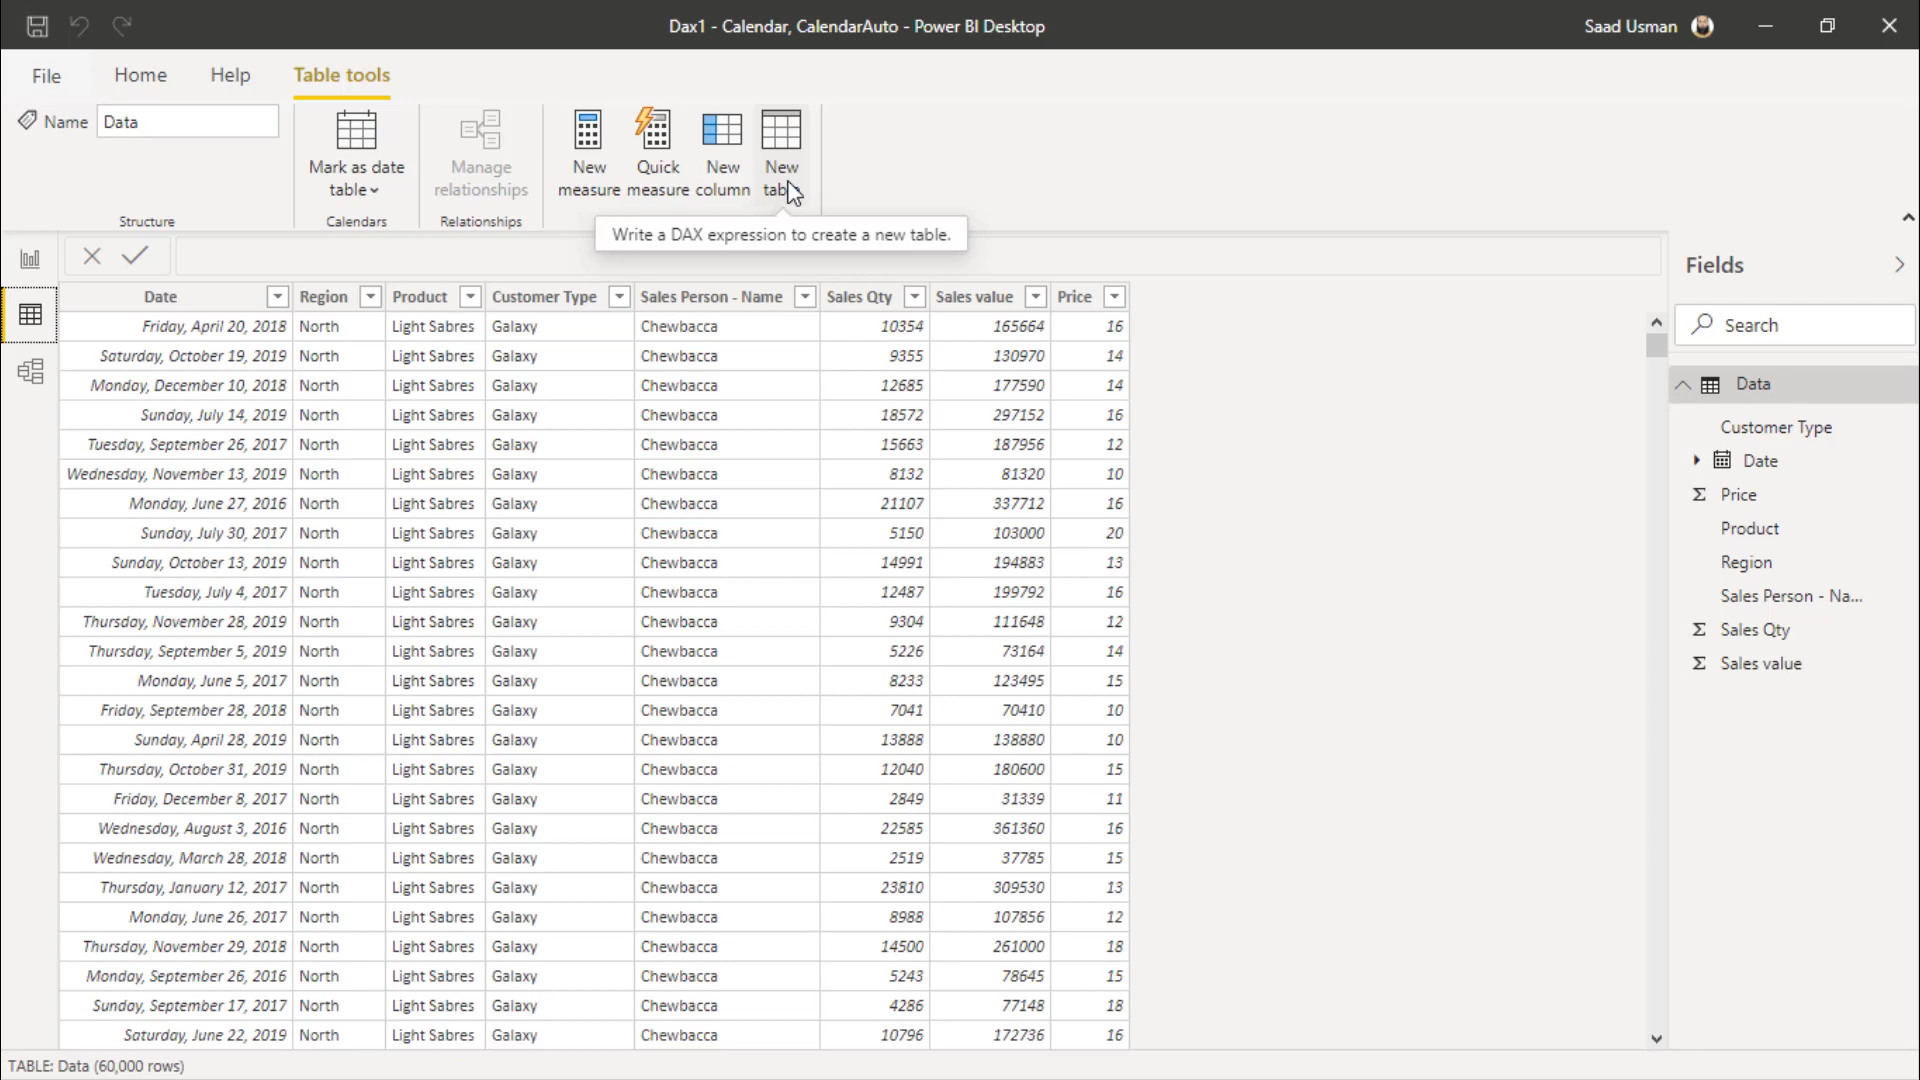 Dax1 - Calendar, CalendarAuto - Power BI Desktop
Saad Usman
File Home Help Table tools
Name Data
Mark as date table
Manage relationships
New measure
Quick measure
New column
New table
Structure Calendars Relationships
Write a DAX expression to create a new table.
Date Region Product Customer Type Sales Person - Name Sales Qty Sales value Price
Friday, April 20, 2018 North Light Sabres Galaxy Chewbacca 10354 165664 16
Saturday, October 19, 2019 North Light Sabres Galaxy Chewbacca 9355 130970 14
Monday, December 10, 2018 North Light Sabres Galaxy Chewbacca 12685 177590 14
Sunday, July 14, 2019 North Light Sabres Galaxy Chewbacca 18572 297152 16
Tuesday, September 26, 2017 North Light Sabres Galaxy Chewbacca 15663 187956 12
Wednesday, November 13, 2019 North Light Sabres Galaxy Chewbacca 8132 81320 10
Monday, June 27, 2016 North Light Sabres Galaxy Chewbacca 21107 337712 16
Sunday, July 30, 2017 North Light Sabres Galaxy Chewbacca 5150 103000 20
Sunday, October 13, 2019 North Light Sabres Galaxy Chewbacca 14991 194883 13
Tuesday, July 4, 2017 North Light Sabres Galaxy Chewbacca 12487 199792 16
Thursday, November 28, 2019 North Light Sabres Galaxy Chewbacca 9304 111648 12
Thursday, September 5, 2019 North Light Sabres Galaxy Chewbacca 5226 73164 14
Monday, June 5, 2017 North Light Sabres Galaxy Chewbacca 8233 123495 15
Friday, September 28, 2018 North Light Sabres Galaxy Chewbacca 7041 70410 10
Sunday, April 28, 2019 North Light Sabres Galaxy Chewbacca 13888 138880 10
Thursday, October 31, 2019 North Light Sabres Galaxy Chewbacca 12040 180600 15
Friday, December 8, 2017 North Light Sabres Galaxy Chewbacca 2849 31339 11
Wednesday, August 3, 2016 North Light Sabres Galaxy Chewbacca 22585 361360 16
Wednesday, March 28, 2018 North Light Sabres Galaxy Chewbacca 2519 37785 15
Thursday, January 12, 2017 North Light Sabres Galaxy Chewbacca 23810 309530 13
Monday, June 26, 2017 North Light Sabres Galaxy Chewbacca 8988 107856 12
Thursday, November 29, 2018 North Light Sabres Galaxy Chewbacca 14500 261000 18
Monday, September 26, 2016 North Light Sabres Galaxy Chewbacca 5243 78645 15
Sunday, September 17, 2017 North Light Sabres Galaxy Chewbacca 4286 77148 18
Saturday, June 22, 2019 North Light Sabres Galaxy Chewbacca 10796 172736 16
Fields
Search
Data
Customer Type
Date
Σ Price
Product
Region
Sales Person - Na...
Σ Sales Qty
Σ Sales value
TABLE: Data (60,000 rows)